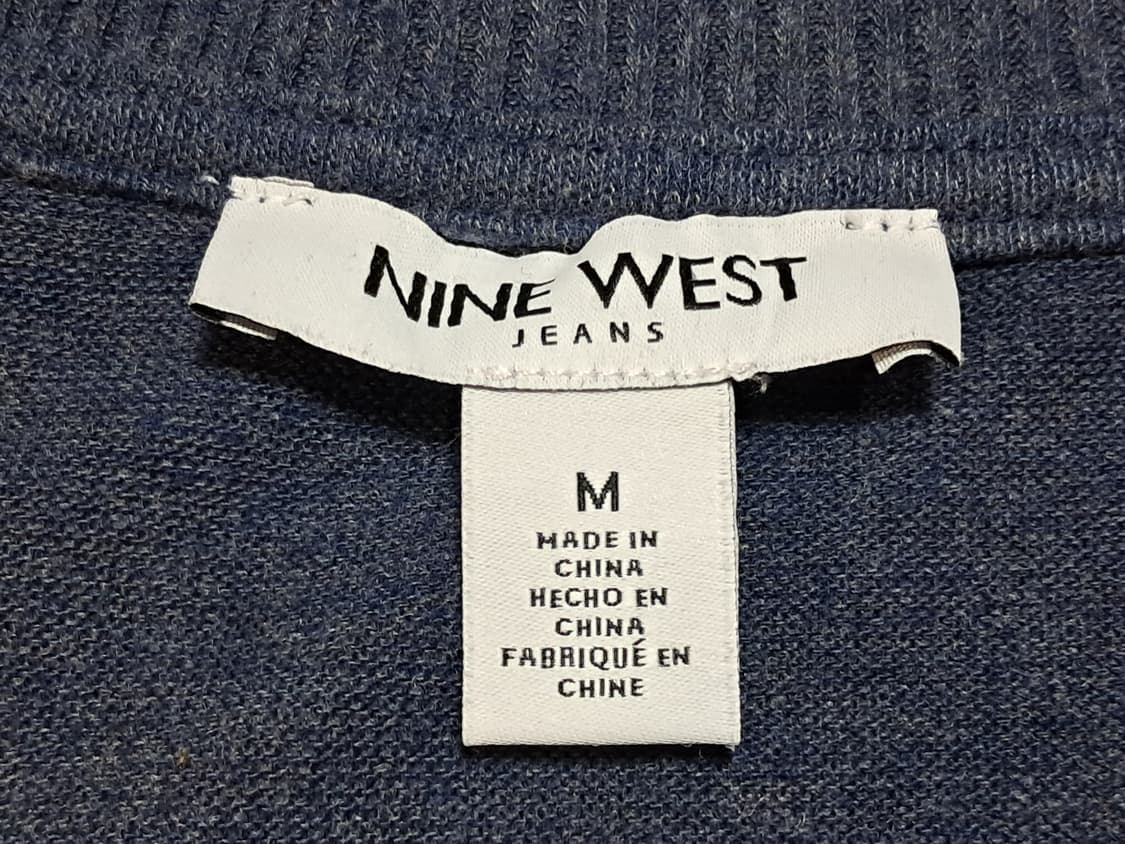 NINE WEST
JEANS
M
MADE IN
CHINA
HECHO EN
CHINA
FABRIQUÉ EN
CHINE